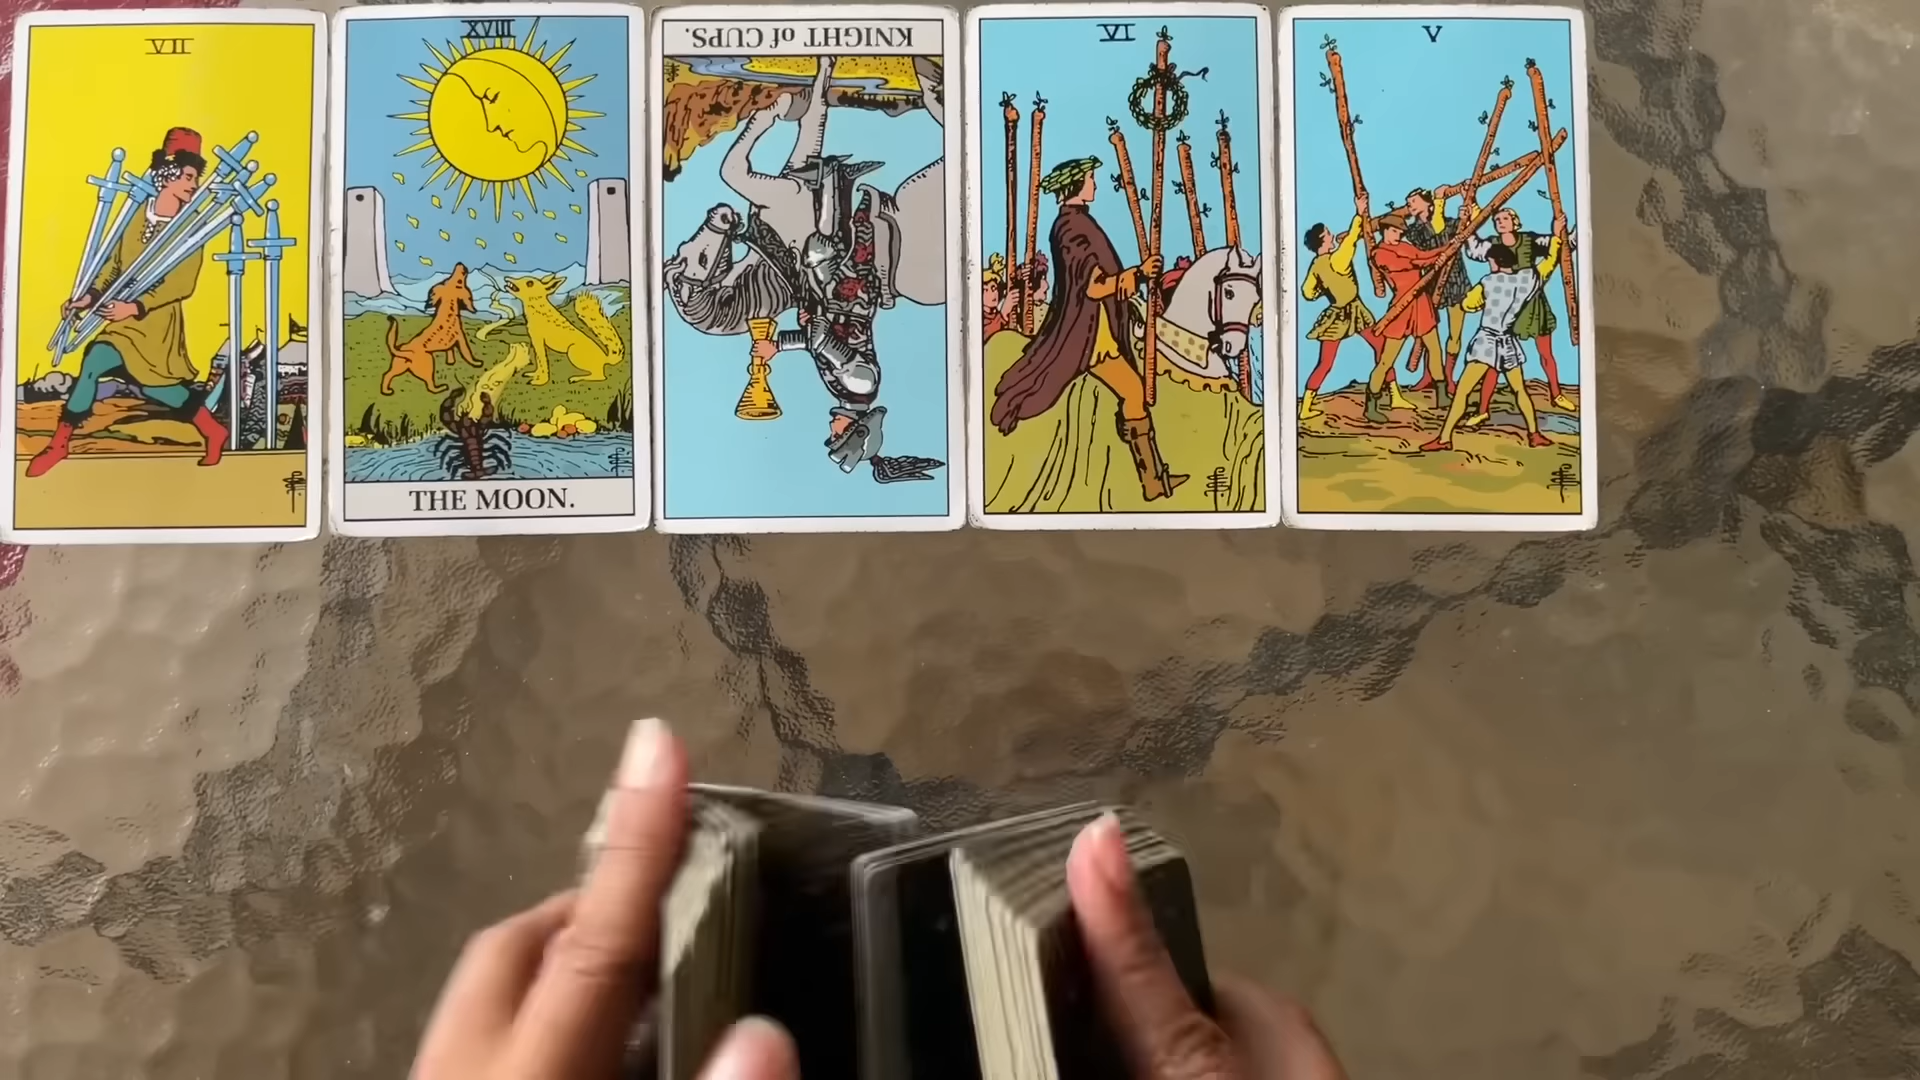 VII
XVIII
THE MOON.
KNIGHT of CUPS.
VI
V